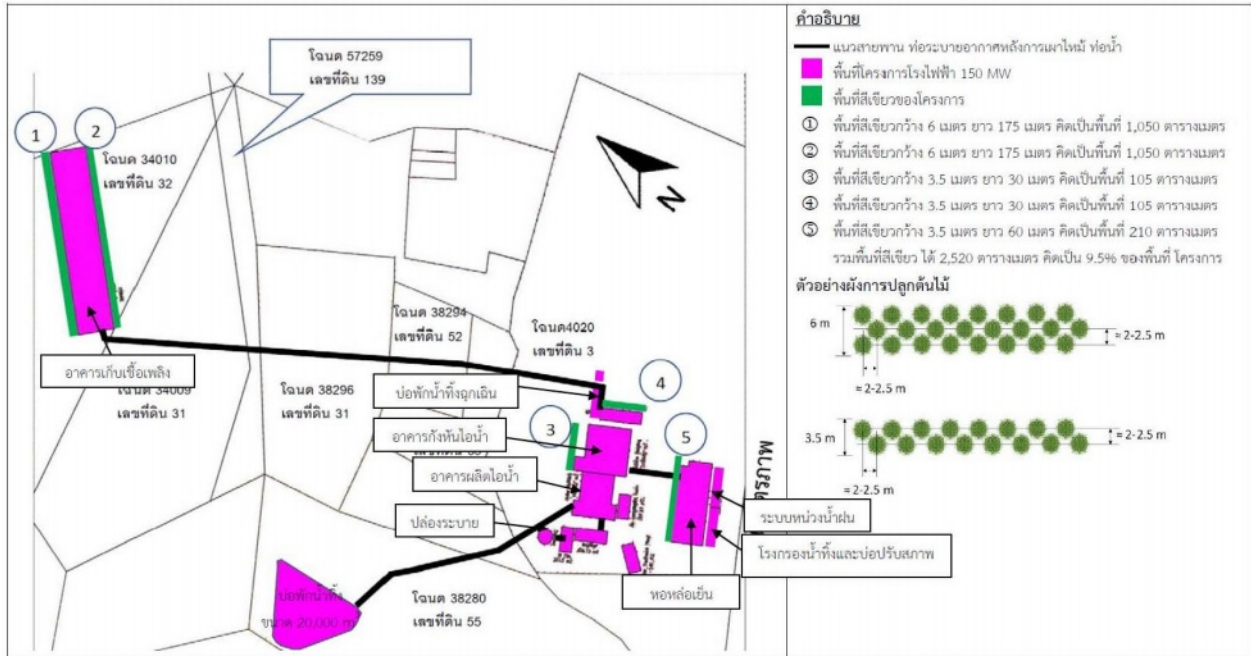 โฉนด 57259
เลขที่ดิน 139
1
2
โฉนด 34010
เลขที่ดิน 32
N
โฉนด 38294
เลขที่ดิน 52
โฉนด4020
เลขที่ดิน 3
อาคารเก็บเชื้อเพลิง
โฉนด 34009
เลขที่ดิน 31
โฉนด 38296
เลขที่ดิน 31
บ่อพักน้ำทิ้งฉุกเฉิน
4
อาคารกังหันไอน้ำ
3
5
อาคารผลิตไอน้ำ
ปล่องระบาย
ระบบหน่วงน้ำฝน
โรงกรองน้ำทิ้งและบ่อปรับสภาพ
หอหล่อเย็น
บ่อพักน้ำทิ้ง
ขนาด 20,000 m
โฉนด 38280
เลขที่ดิน 55
คำอธิบาย
แนวสายพาน ท่อระบายอากาศหลังการเผาไหม้ ท่อน้ำ
พื้นที่โครงการโรงไฟฟ้า 150 MW
พื้นที่สีเขียวของโครงการ
① พื้นที่สีเขียวกว้าง 6 เมตร ยาว 175 เมตร คิดเป็นพื้นที่ 1,050 ตารางเมตร
② พื้นที่สีเขียวกว้าง 6 เมตร ยาว 175 เมตร คิดเป็นพื้นที่ 1,050 ตารางเมตร
③ พื้นที่สีเขียวกว้าง 3.5 เมตร ยาว 30 เมตร คิดเป็นพื้นที่ 105 ตารางเมตร
④ พื้นที่สีเขียวกว้าง 3.5 เมตร ยาว 30 เมตร คิดเป็นพื้นที่ 105 ตารางเมตร
⑤ พื้นที่สีเขียวกว้าง 3.5 เมตร ยาว 60 เมตร คิดเป็นพื้นที่ 210 ตารางเมตร
รวมพื้นที่สีเขียว ได้ 2,520 ตารางเมตร คิดเป็น 9.5% ของพื้นที่ โครงการ
ตัวอย่างผังการปลูกต้นไม้
6 m
≈ 2-2.5 m
≈ 2-2.5 m
3.5 m
≈ 2-2.5 m
≈ 2-2.5 m